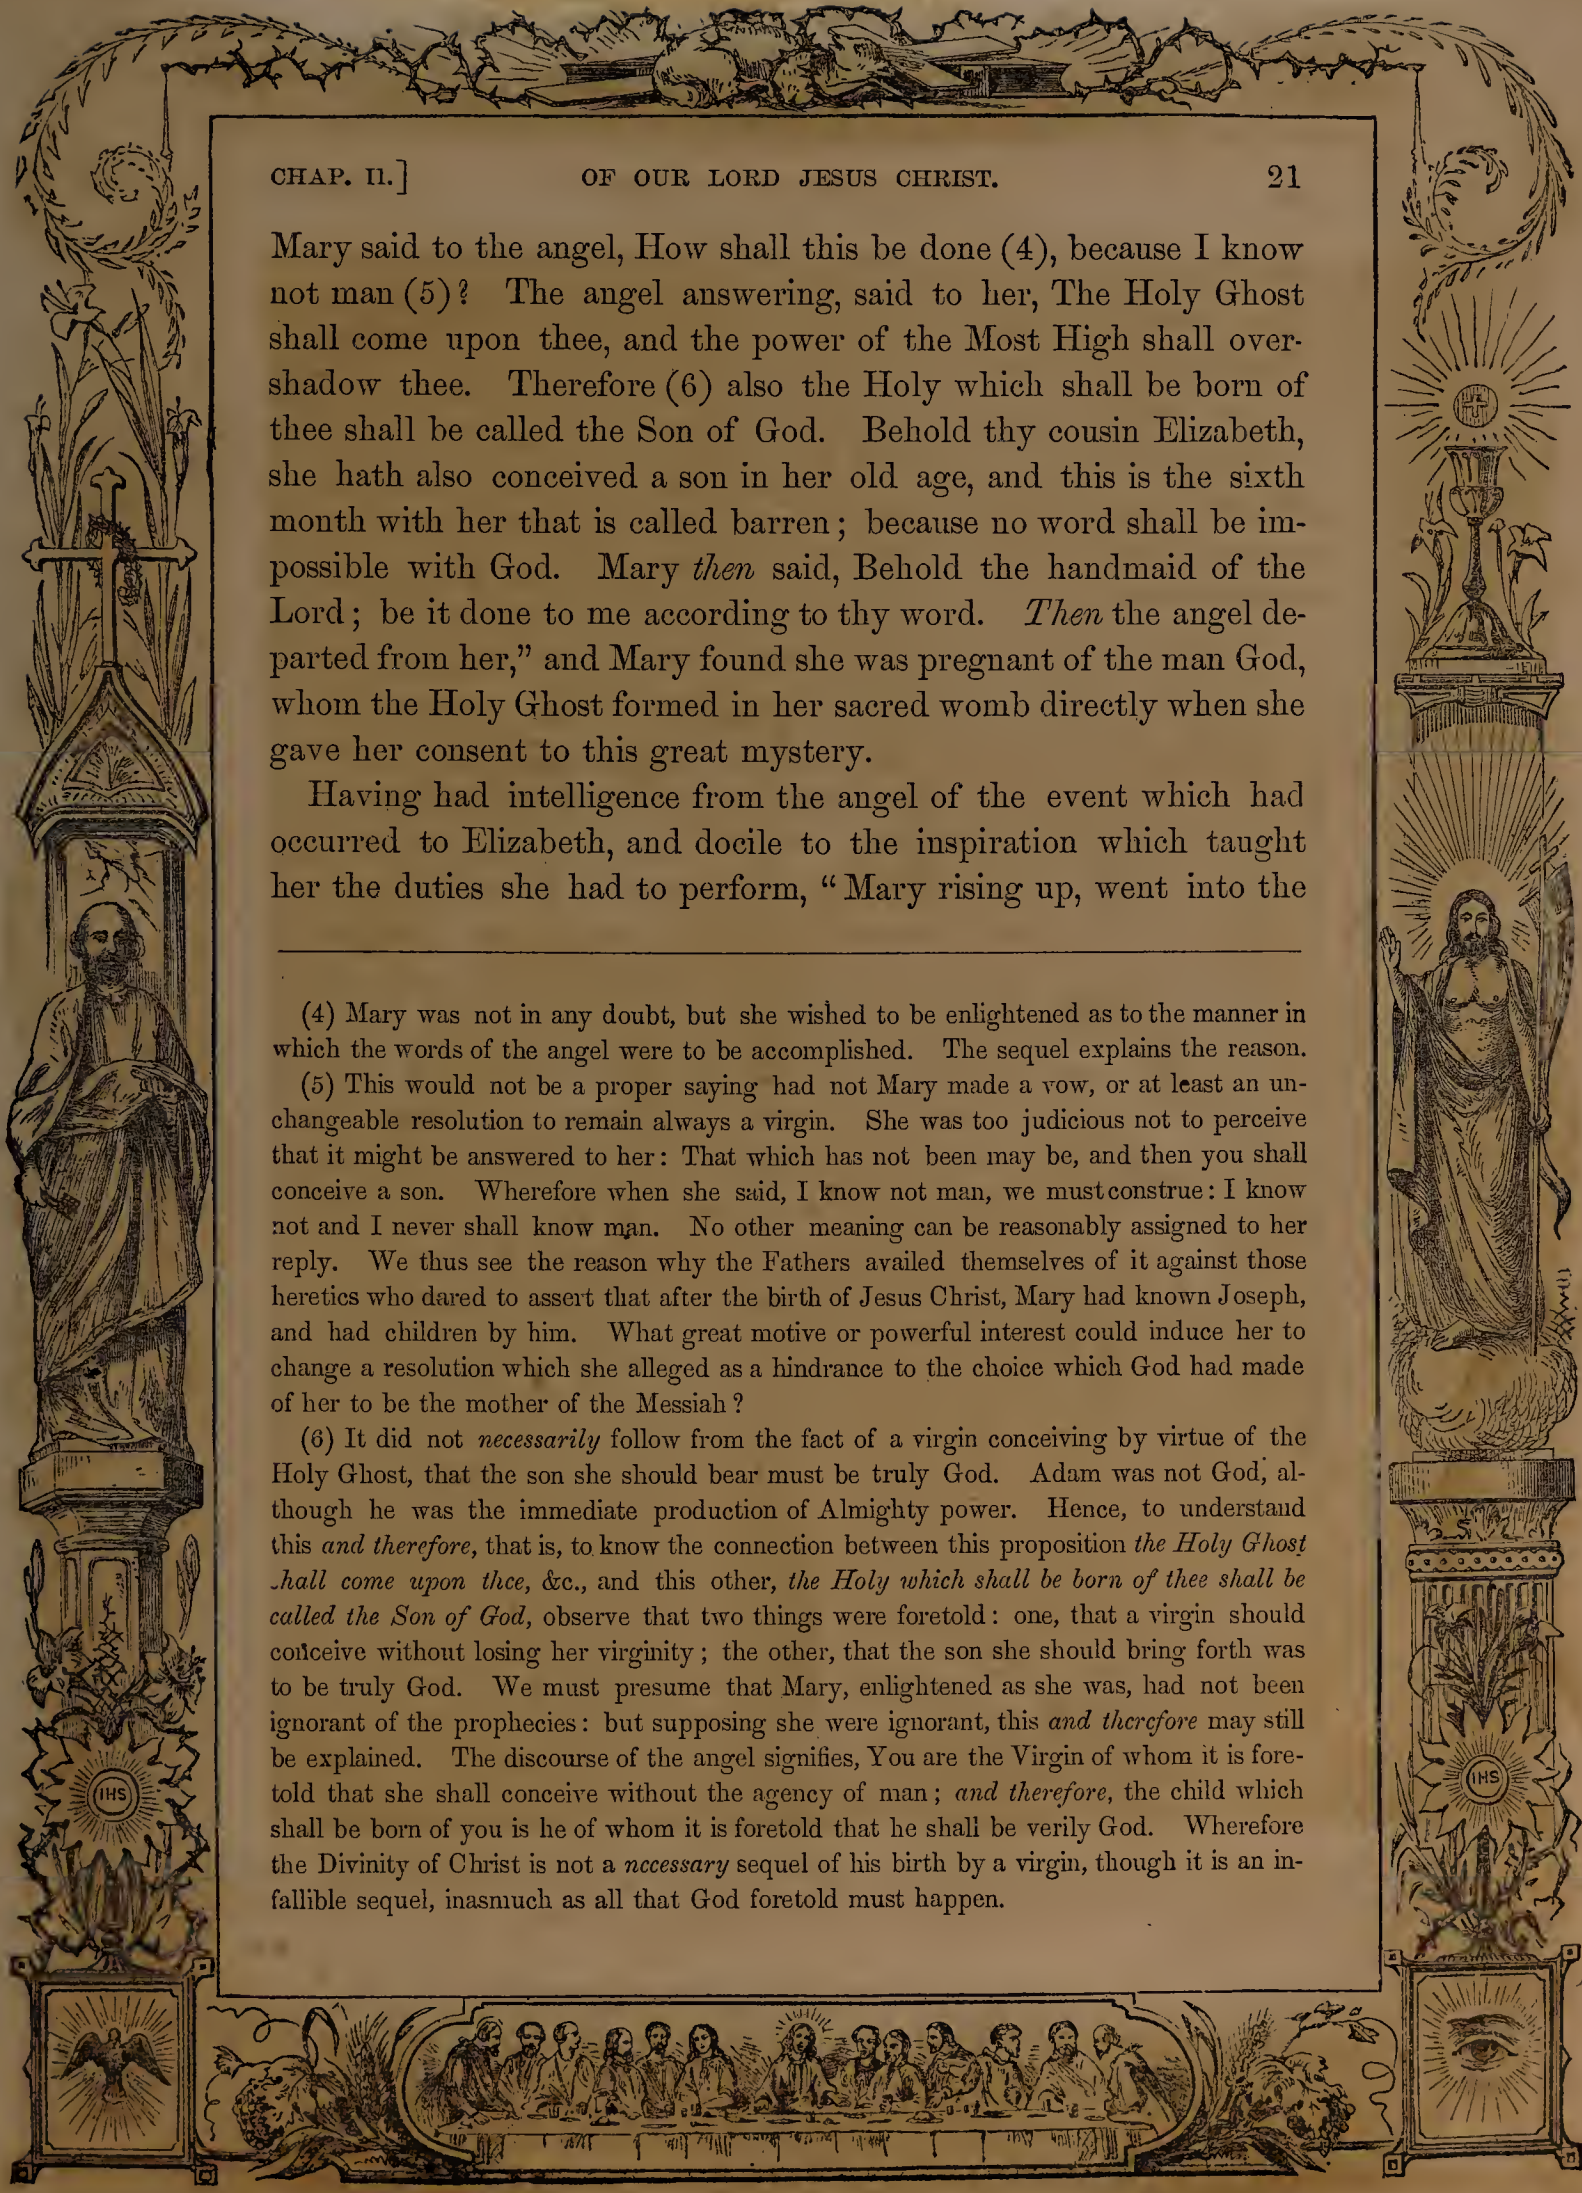 CHAP. II.] OF OUR LORD JESUS CHRIST. 21
Mary said to the angel, How shall this be done (4), because I know
not man (5)? The angel answering, said to her, The Holy Ghost
shall come upon thee, and the power of the Most High shall over-
shadow thee. Therefore (6) also the Holy which shall be born of
thee shall be called the Son of God. Behold thy cousin Elizabeth,
she hath also conceived a son in her old age, and this is the sixth
month with her that is called barren; because no word shall be im-
possible with God. Mary then said, Behold the handmaid of the
Lord; be it done to me according to thy word. Then the angel de-
parted from her,” and Mary found she was pregnant of the man God,
whom the Holy Ghost formed in her sacred womb directly when she
gave her consent to this great mystery.
Having had intelligence from the angel of the event which had
occurred to Elizabeth, and docile to the inspiration which taught
her the duties she had to perform, “Mary rising up, went into the
(4) Mary was not in any doubt, but she wished to be enlightened as to the manner in
which the words of the angel were to be accomplished. The sequel explains the reason.
(5) This would not be a proper saying had not Mary made a vow, or at least an un-
changeable resolution to remain always a virgin. She was too judicious not to perceive
that it might be answered to her: That which has not been may be, and then you shall
conceive a son. Wherefore when she said, I know not man, we must construe: I know
not and I never shall know man. No other meaning can be reasonably assigned to her
reply. We thus see the reason why the Fathers availed themselves of it against those
heretics who dared to assert that after the birth of Jesus Christ, Mary had known Joseph,
and had children by him. What great motive or powerful interest could induce her to
change a resolution which she alleged as a hindrance to the choice which God had made
of her to be the mother of the Messiah?
(6) It did not necessarily follow from the fact of a virgin conceiving by virtue of the
Holy Ghost, that the son she should bear must be truly God. Adam was not God, al-
though he was the immediate production of Almighty power. Hence, to understand
this and therefore, that is, to know the connection between this proposition the Holy Ghost
shall come upon thee, &c., and this other, the Holy which shall be born of thee shall be
called the Son of God, observe that two things were foretold: one, that a virgin should
conceive without losing her virginity; the other, that the son she should bring forth was
to be truly God. We must presume that Mary, enlightened as she was, had not been
ignorant of the prophecies: but supposing she were ignorant, this and therefore may still
be explained. The discourse of the angel signifies, You are the Virgin of whom it is fore-
told that she shall conceive without the agency of man; and therefore, the child which
shall be born of you is he of whom it is foretold that he shall be verily God. Wherefore
the Divinity of Christ is not a necessary sequel of his birth by a virgin, though it is an in-
fallible sequel, inasmuch as all that God foretold must happen.
IHS
IHS